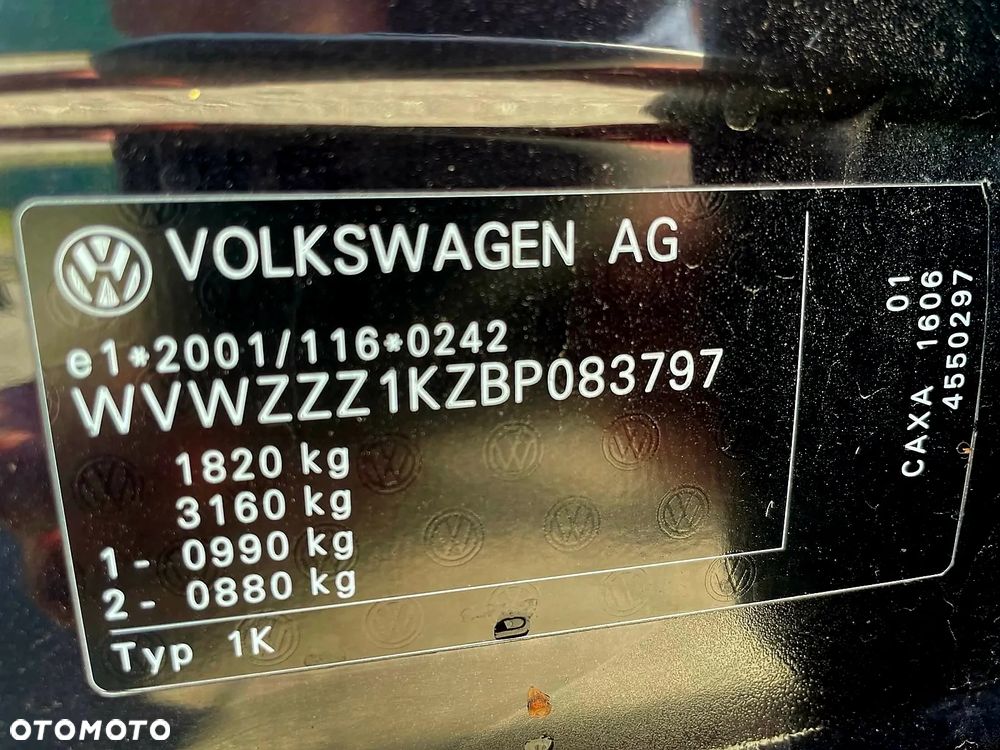 VOLKSWAGEN AG
e1*2001/116*0242
WVWZZZ1KZBP083797
1820 kg
3160 kg
1- 0990 kg
2- 0880 kg
Typ 1K
01
CAXA 1606
4550297
D
OTOMOTO